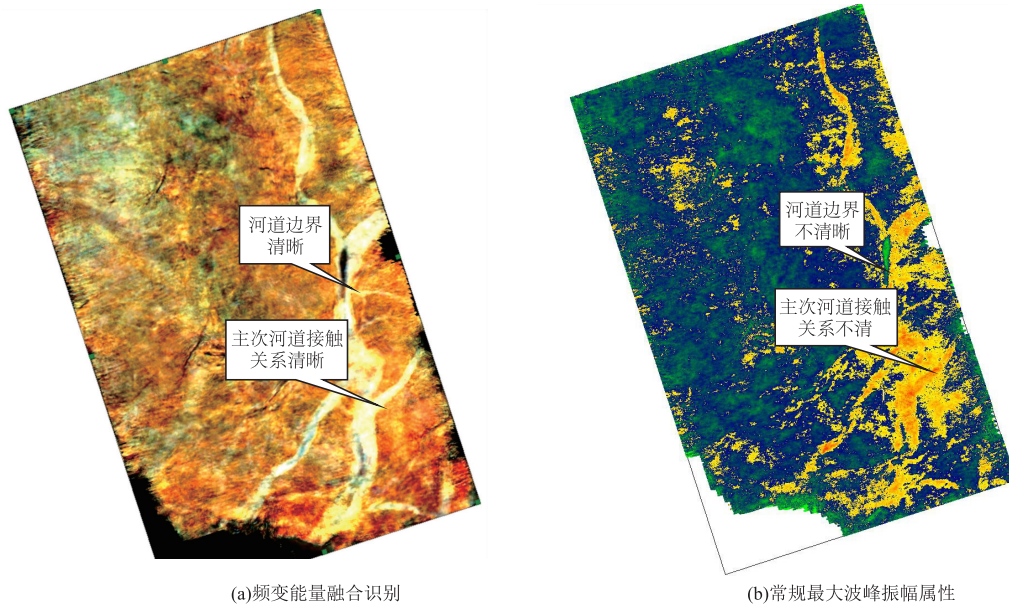 河道边界
清晰
主次河道接触
关系清晰
(a)频变能量融合识别
河道边界
不清晰
主次河道接触
关系不清
(b)常规最大波峰振幅属性